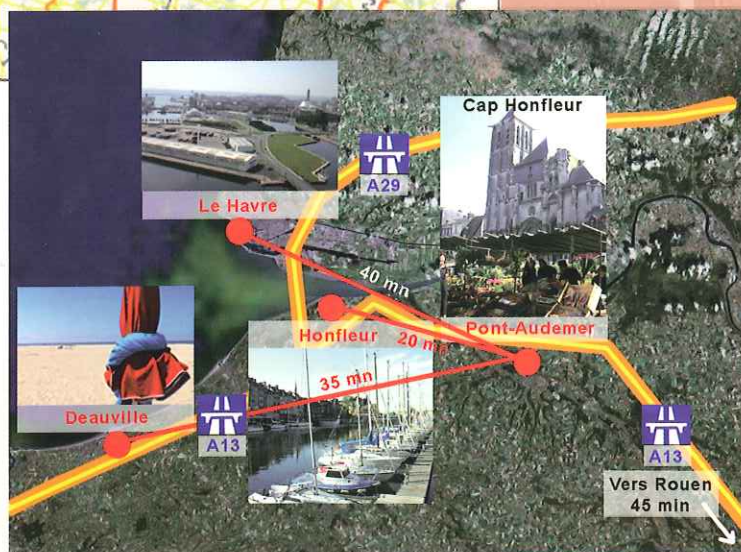 Cap Honfleur
A29
Le Havre
40 mn
Honfleur
20 mn
Pont-Audemer
35 mn
Deauville
A13
A13
Vers Rouen
45 min